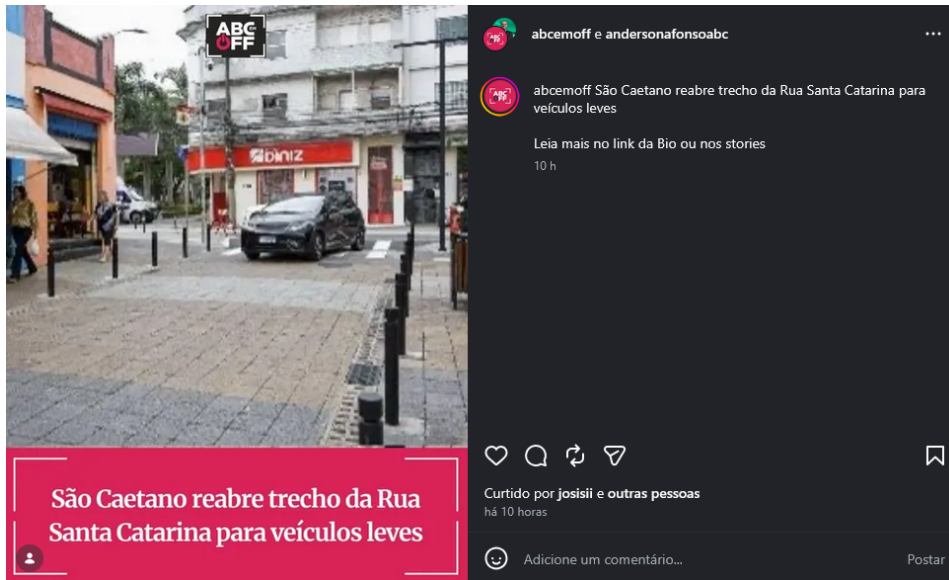 ABC
OFF
DINIZ
São Caetano reabre trecho da Rua
Santa Catarina para veículos leves
abcemoff e andersonafonsoabc
abcemoff São Caetano reabre trecho da Rua Santa Catarina para
veículos leves
Leia mais no link da Bio ou nos stories
10 h
Curtido por josisii e outras pessoas
há 10 horas
Adicione um comentário...
Postar